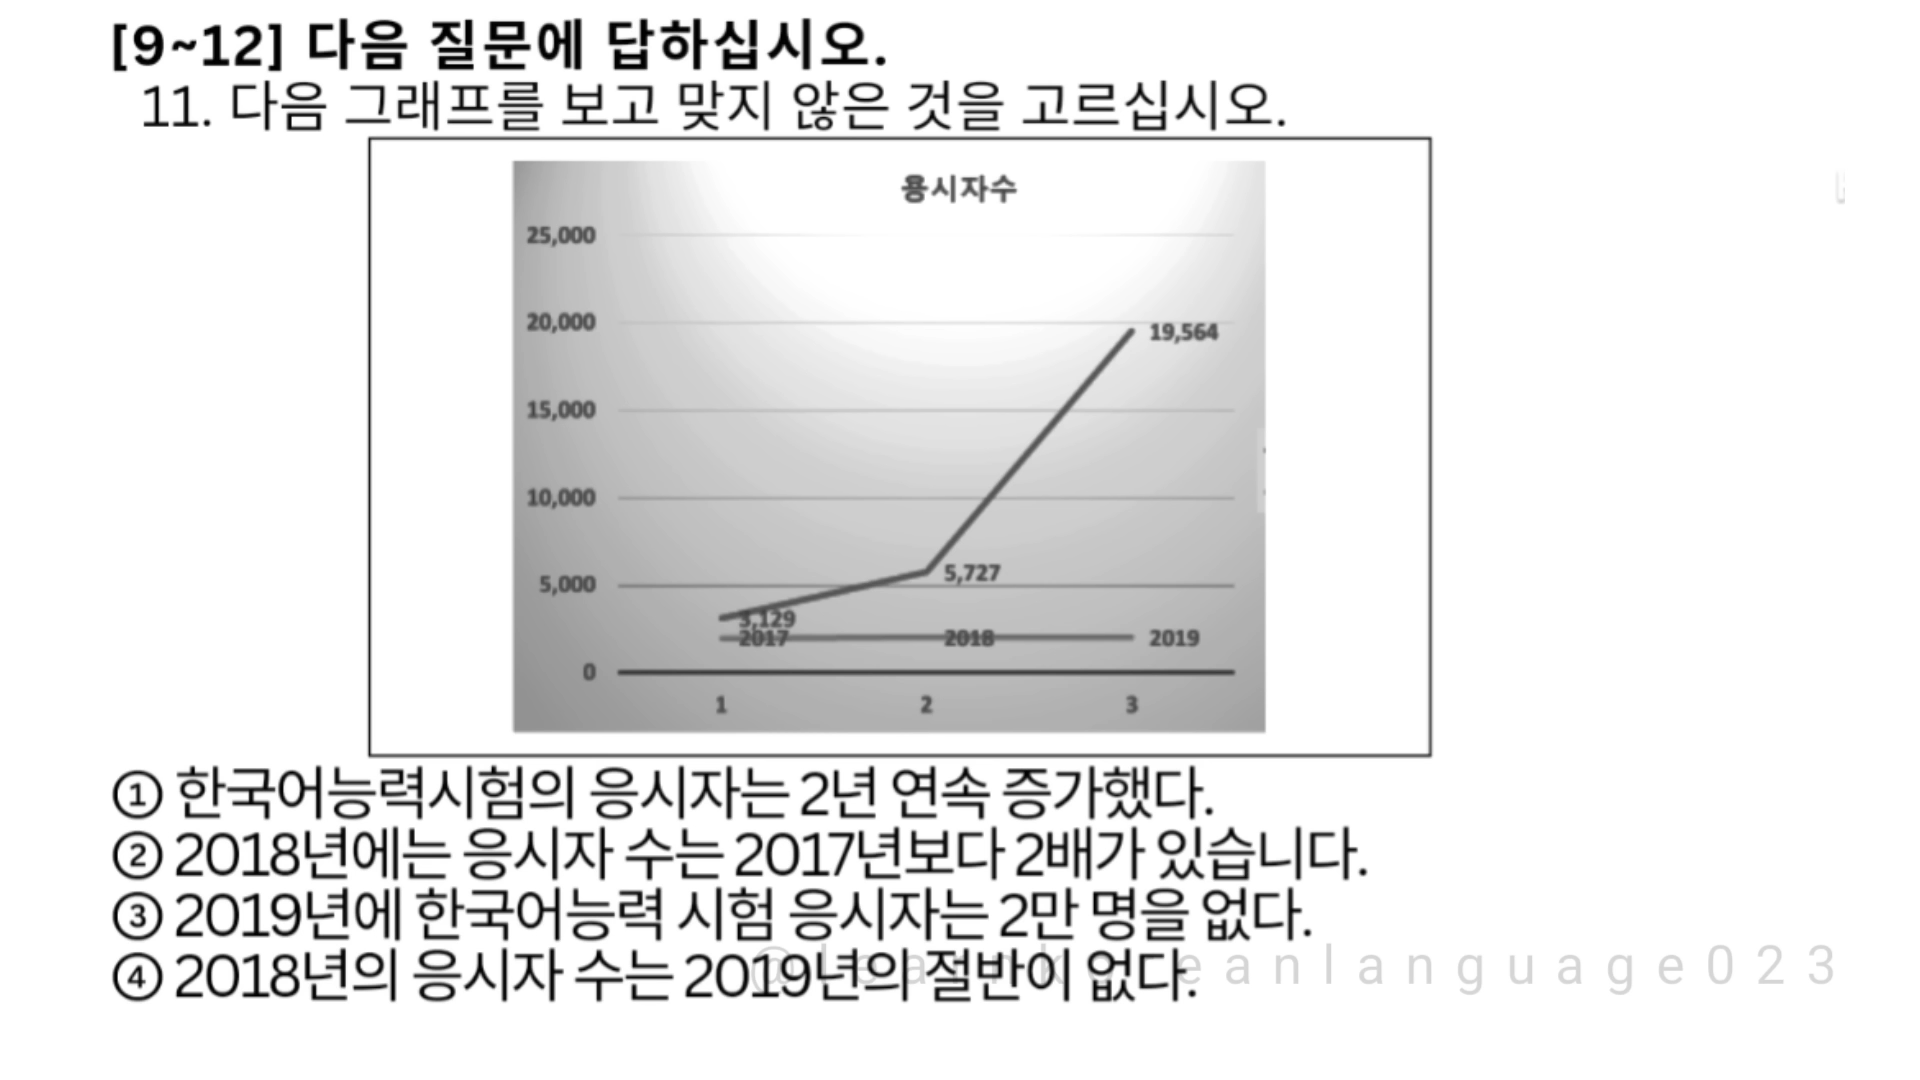 [9~12] 다음 질문에 답하십시오.
11. 다음 그래프를 보고 맞지 않은 것을 고르십시오.
용시자수
25,000
20,000
19,564
15,000
10,000
5,727
5,000
3,129
2017 2018 2019
0
1 2 3
① 한국어능력시험의 응시자는 2년 연속 증가했다.
② 2018년에는 응시자 수는 2017년보다 2배가 있습니다.
③ 2019년에 한국어능력 시험 응시자는 2만 명을 없다.
④ 2018년의 응시자 수는 2019년의 절반이 없다.
@learnkoreanlanguage023